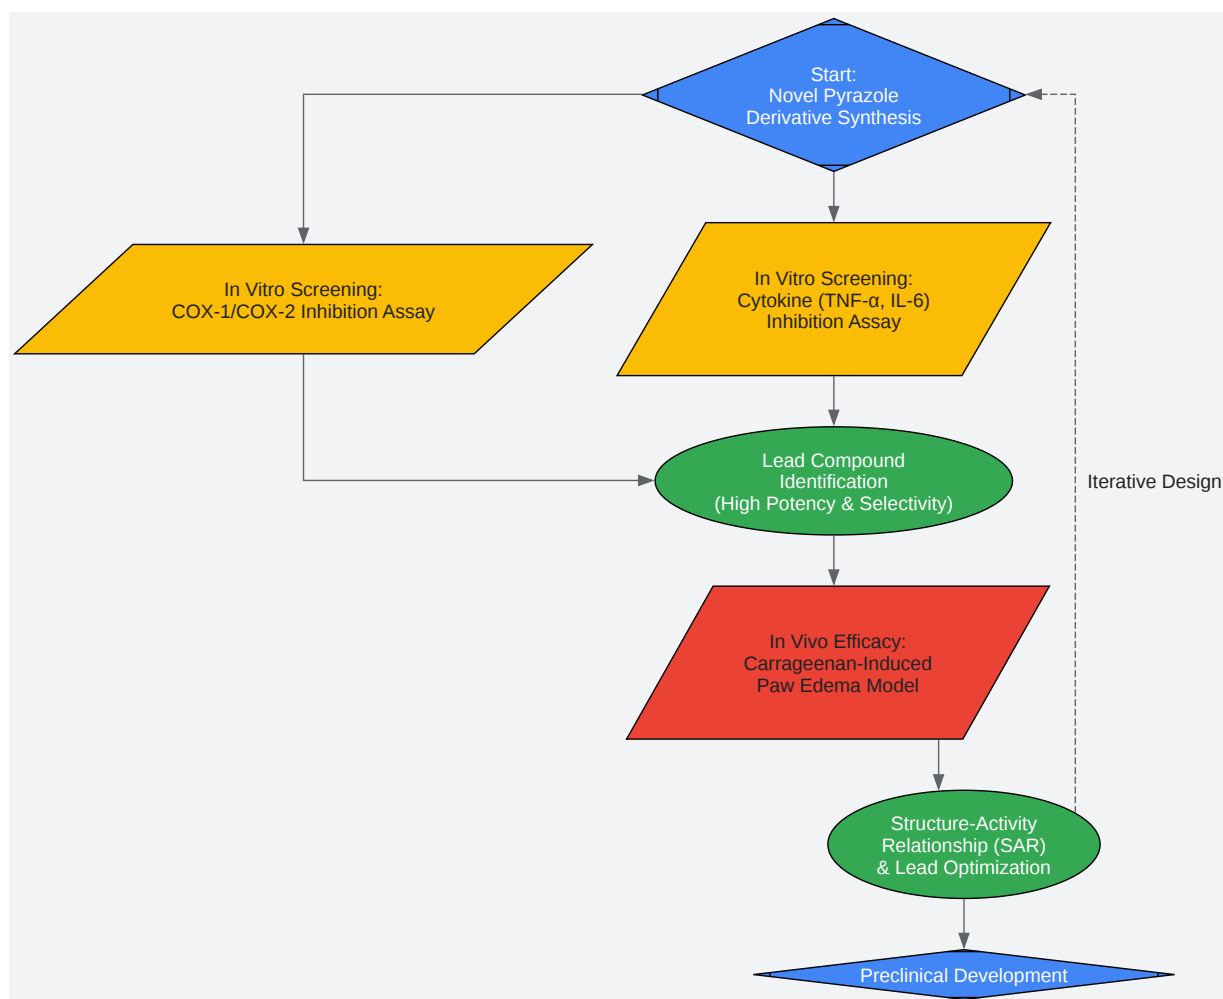 Start:
Novel Pyrazole
Derivative Synthesis
In Vitro Screening:
COX-1/COX-2 Inhibition Assay
In Vitro Screening:
Cytokine (TNF-α, IL-6)
Inhibition Assay
Lead Compound
Identification
(High Potency & Selectivity)
Iterative Design
In Vivo Efficacy:
Carrageenan-Induced
Paw Edema Model
Structure-Activity
Relationship (SAR)
& Lead Optimization
Preclinical Development